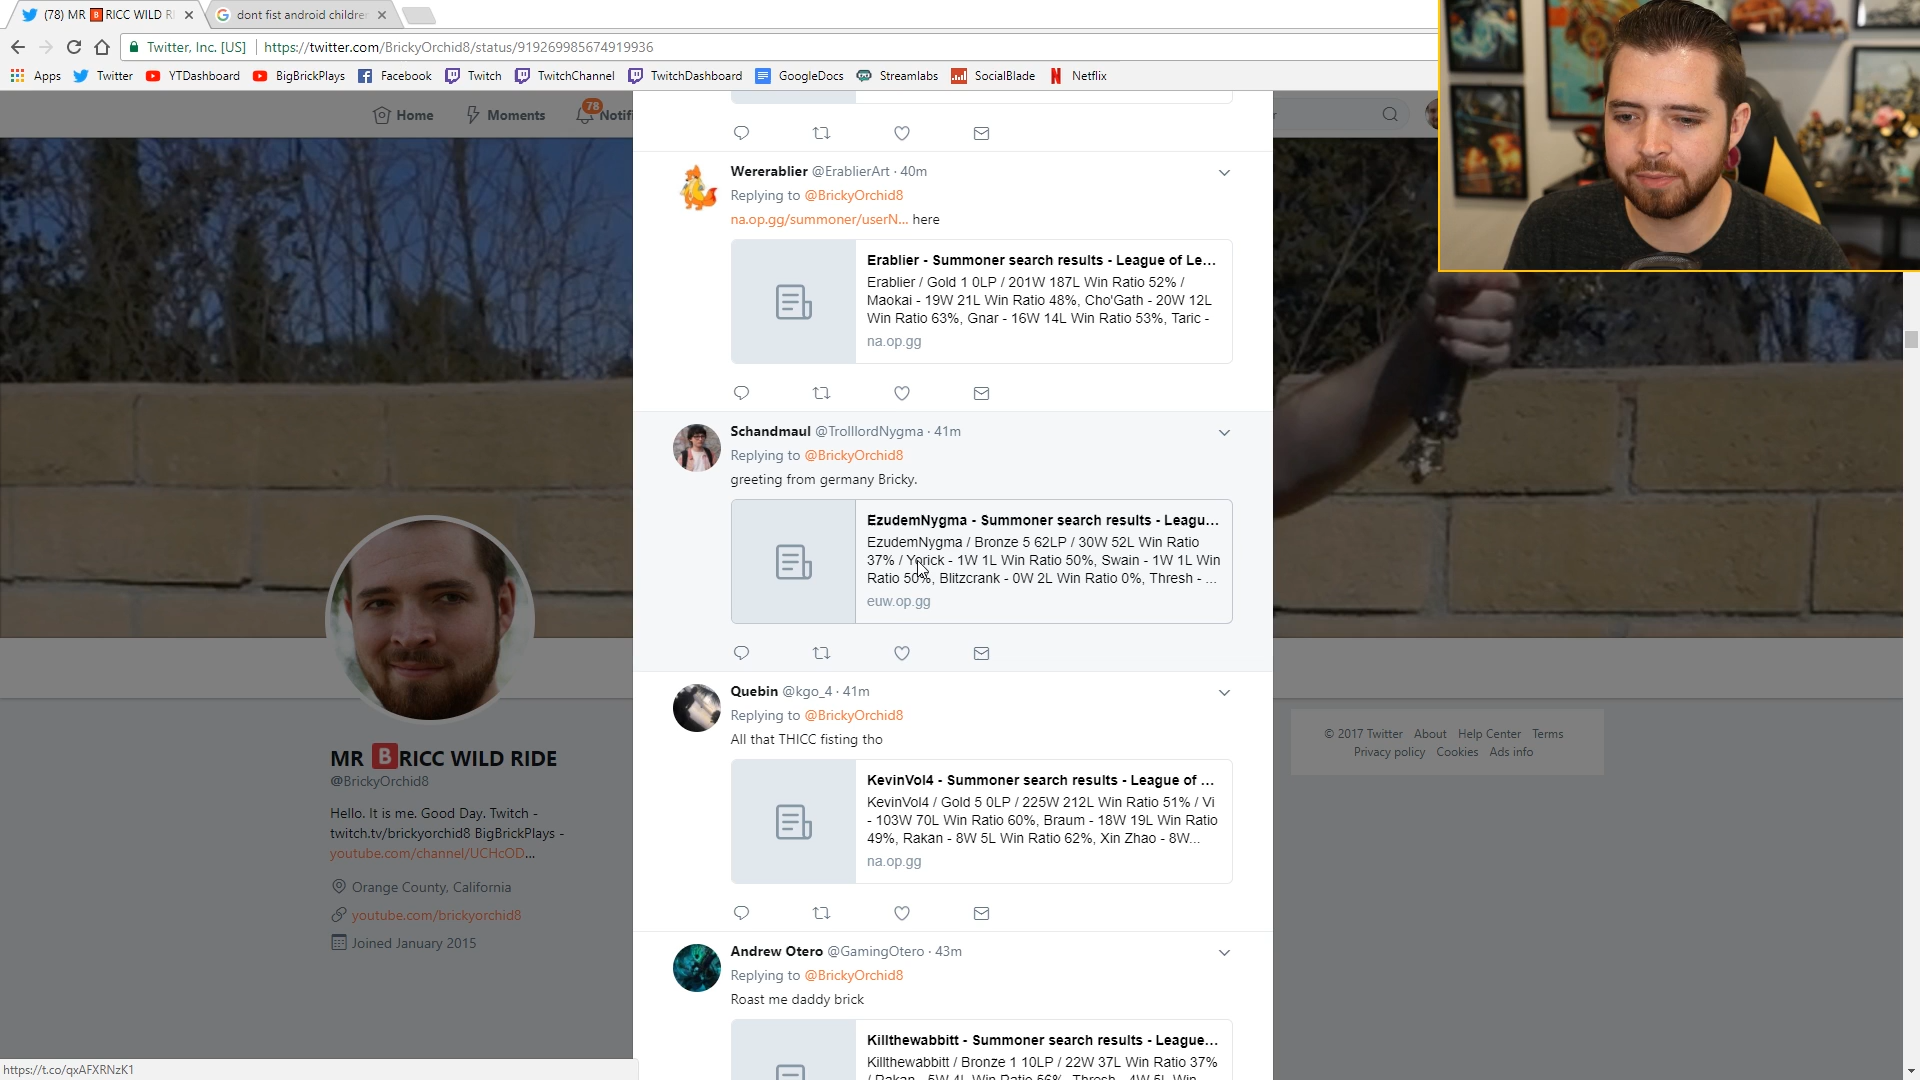 (78) MR B RICC WILD RI
dont fist android childre
Twitter, Inc. [US]
https://twitter.com/BrickyOrchid8/status/919269985674919936
Apps Twitter YTDashboard BigBrickPlays Facebook Twitch TwitchChannel TwitchDashboard GoogleDocs Streamlabs SocialBlade Netflix
Home Moments 78 Notifi
Wererablier @ErablierArt · 40m
Replying to @BrickyOrchid8
na.op.gg/summoner/userN... here
Erablier - Summoner search results - League of Le...
Erablier / Gold 1 0LP / 201W 187L Win Ratio 52% /
Maokai - 19W 21L Win Ratio 48%, Cho'Gath - 20W 12L
Win Ratio 63%, Gnar - 16W 14L Win Ratio 53%, Taric -
na.op.gg
Schandmaul @TrolllordNygma · 41m
Replying to @BrickyOrchid8
greeting from germany Bricky.
EzudemNygma - Summoner search results - Leagu...
EzudemNygma / Bronze 5 62LP / 30W 52L Win Ratio
37% / Yorick - 1W 1L Win Ratio 50%, Swain - 1W 1L Win
Ratio 50%, Blitzcrank - 0W 2L Win Ratio 0%, Thresh - ...
euw.op.gg
Quebin @kgo_4 · 41m
Replying to @BrickyOrchid8
All that THICC fisting tho
KevinVol4 - Summoner search results - League of ...
KevinVol4 / Gold 5 0LP / 225W 212L Win Ratio 51% / Vi
- 103W 70L Win Ratio 60%, Braum - 18W 19L Win Ratio
49%, Rakan - 8W 5L Win Ratio 62%, Xin Zhao - 8W...
na.op.gg
Andrew Otero @GamingOtero · 43m
Replying to @BrickyOrchid8
Roast me daddy brick
Killthewabbitt - Summoner search results - League...
Killthewabbitt / Bronze 1 10LP / 22W 37L Win Ratio 37%
/ Rakan - 5W 4L Win Ratio 56%, Thresh - 4W 5L Win
MR B RICC WILD RIDE
@BrickyOrchid8
Hello. It is me. Good Day. Twitch -
twitch.tv/brickyorchid8 BigBrickPlays -
youtube.com/channel/UCHcOD...
Orange County, California
youtube.com/brickyorchid8
Joined January 2015
© 2017 Twitter About Help Center Terms
Privacy policy Cookies Ads info
https://t.co/qxAFXRNzK1